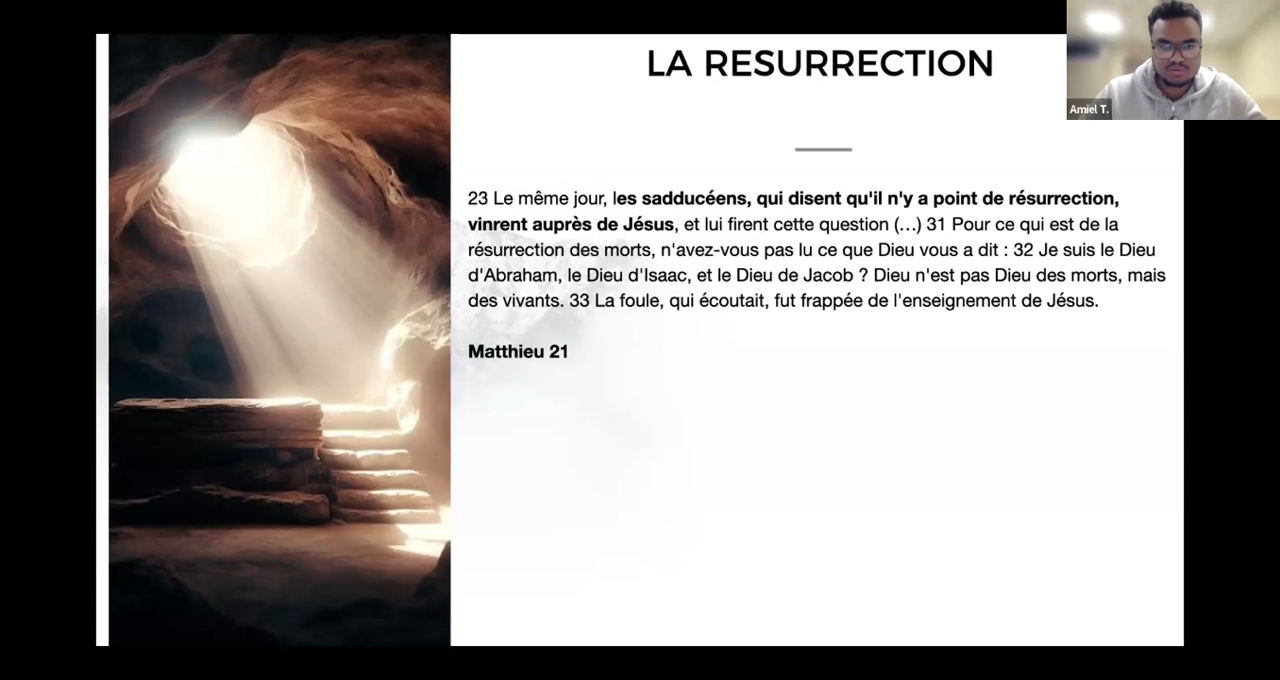 LA RESURRECTION
Amiel T.
23 Le même jour, les sadducéens, qui disent qu'il n'y a point de résurrection,
vinrent auprès de Jésus, et lui firent cette question (...) 31 Pour ce qui est de la
résurrection des morts, n'avez-vous pas lu ce que Dieu vous a dit : 32 Je suis le Dieu
d'Abraham, le Dieu d'Isaac, et le Dieu de Jacob ? Dieu n'est pas Dieu des morts, mais
des vivants. 33 La foule, qui écoutait, fut frappée de l'enseignement de Jésus.
Matthieu 21